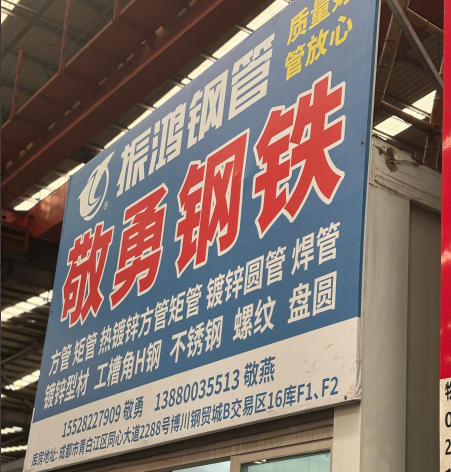 质量好
管放心
振鸿钢管
敬勇钢铁
方管 矩管 热镀锌方管矩管 镀锌圆管 焊管
镀锌型材 工槽角H钢 不锈钢 螺纹 盘圆
15528227909 敬勇 13880035513 敬燕
库房地址: 成都市青白江区同心大道2288号博川钢贸城B交易区16库F1、F2